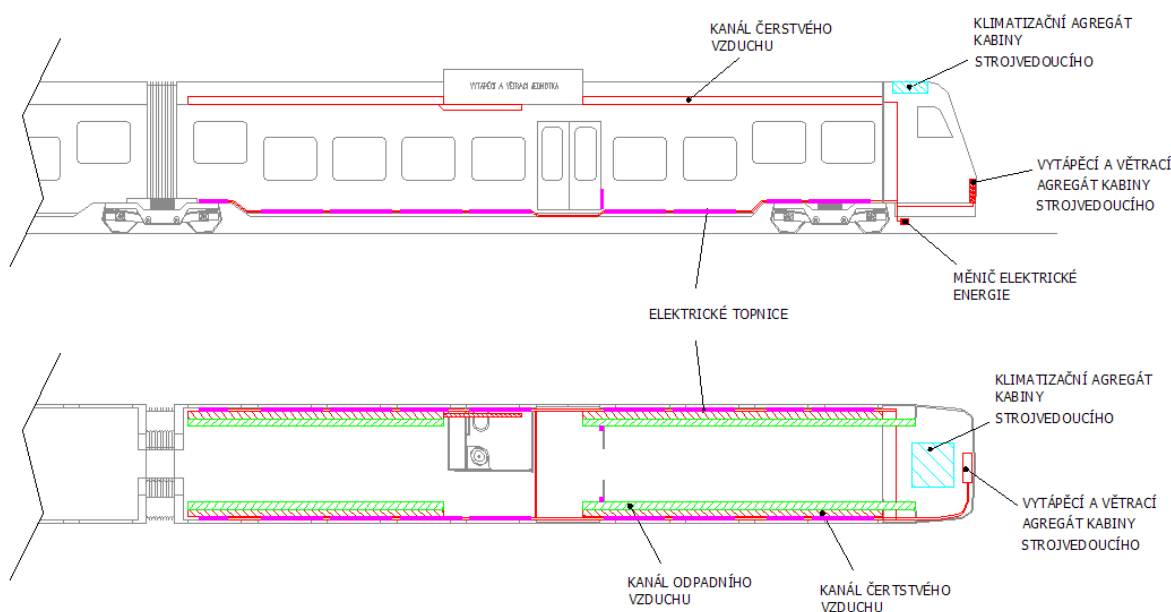 KANÁL ČERSTVÉHO
VZDUCHU
KLIMATIZAČNÍ AGREGÁT
KABINY
STROJVEDOUCÍHO
VYTÁPĚCÍ A VĚTRACÍ JEDNOTKA
VYTÁPĚCÍ A VĚTRACÍ
AGREGÁT KABINY
STROJVEDOUCÍHO
MĚNIČ ELEKTRICKÉ
ENERGIE
ELEKTRICKÉ TOPNICE
KLIMATIZAČNÍ AGREGÁT
KABINY
STROJVEDOUCÍHO
VYTÁPĚCÍ A VĚTRACÍ
AGREGÁT KABINY
STROJVEDOUCÍHO
KANÁL ODPADNÍHO
VZDUCHU
KANÁL ČERTSTVÉHO
VZDUCHU